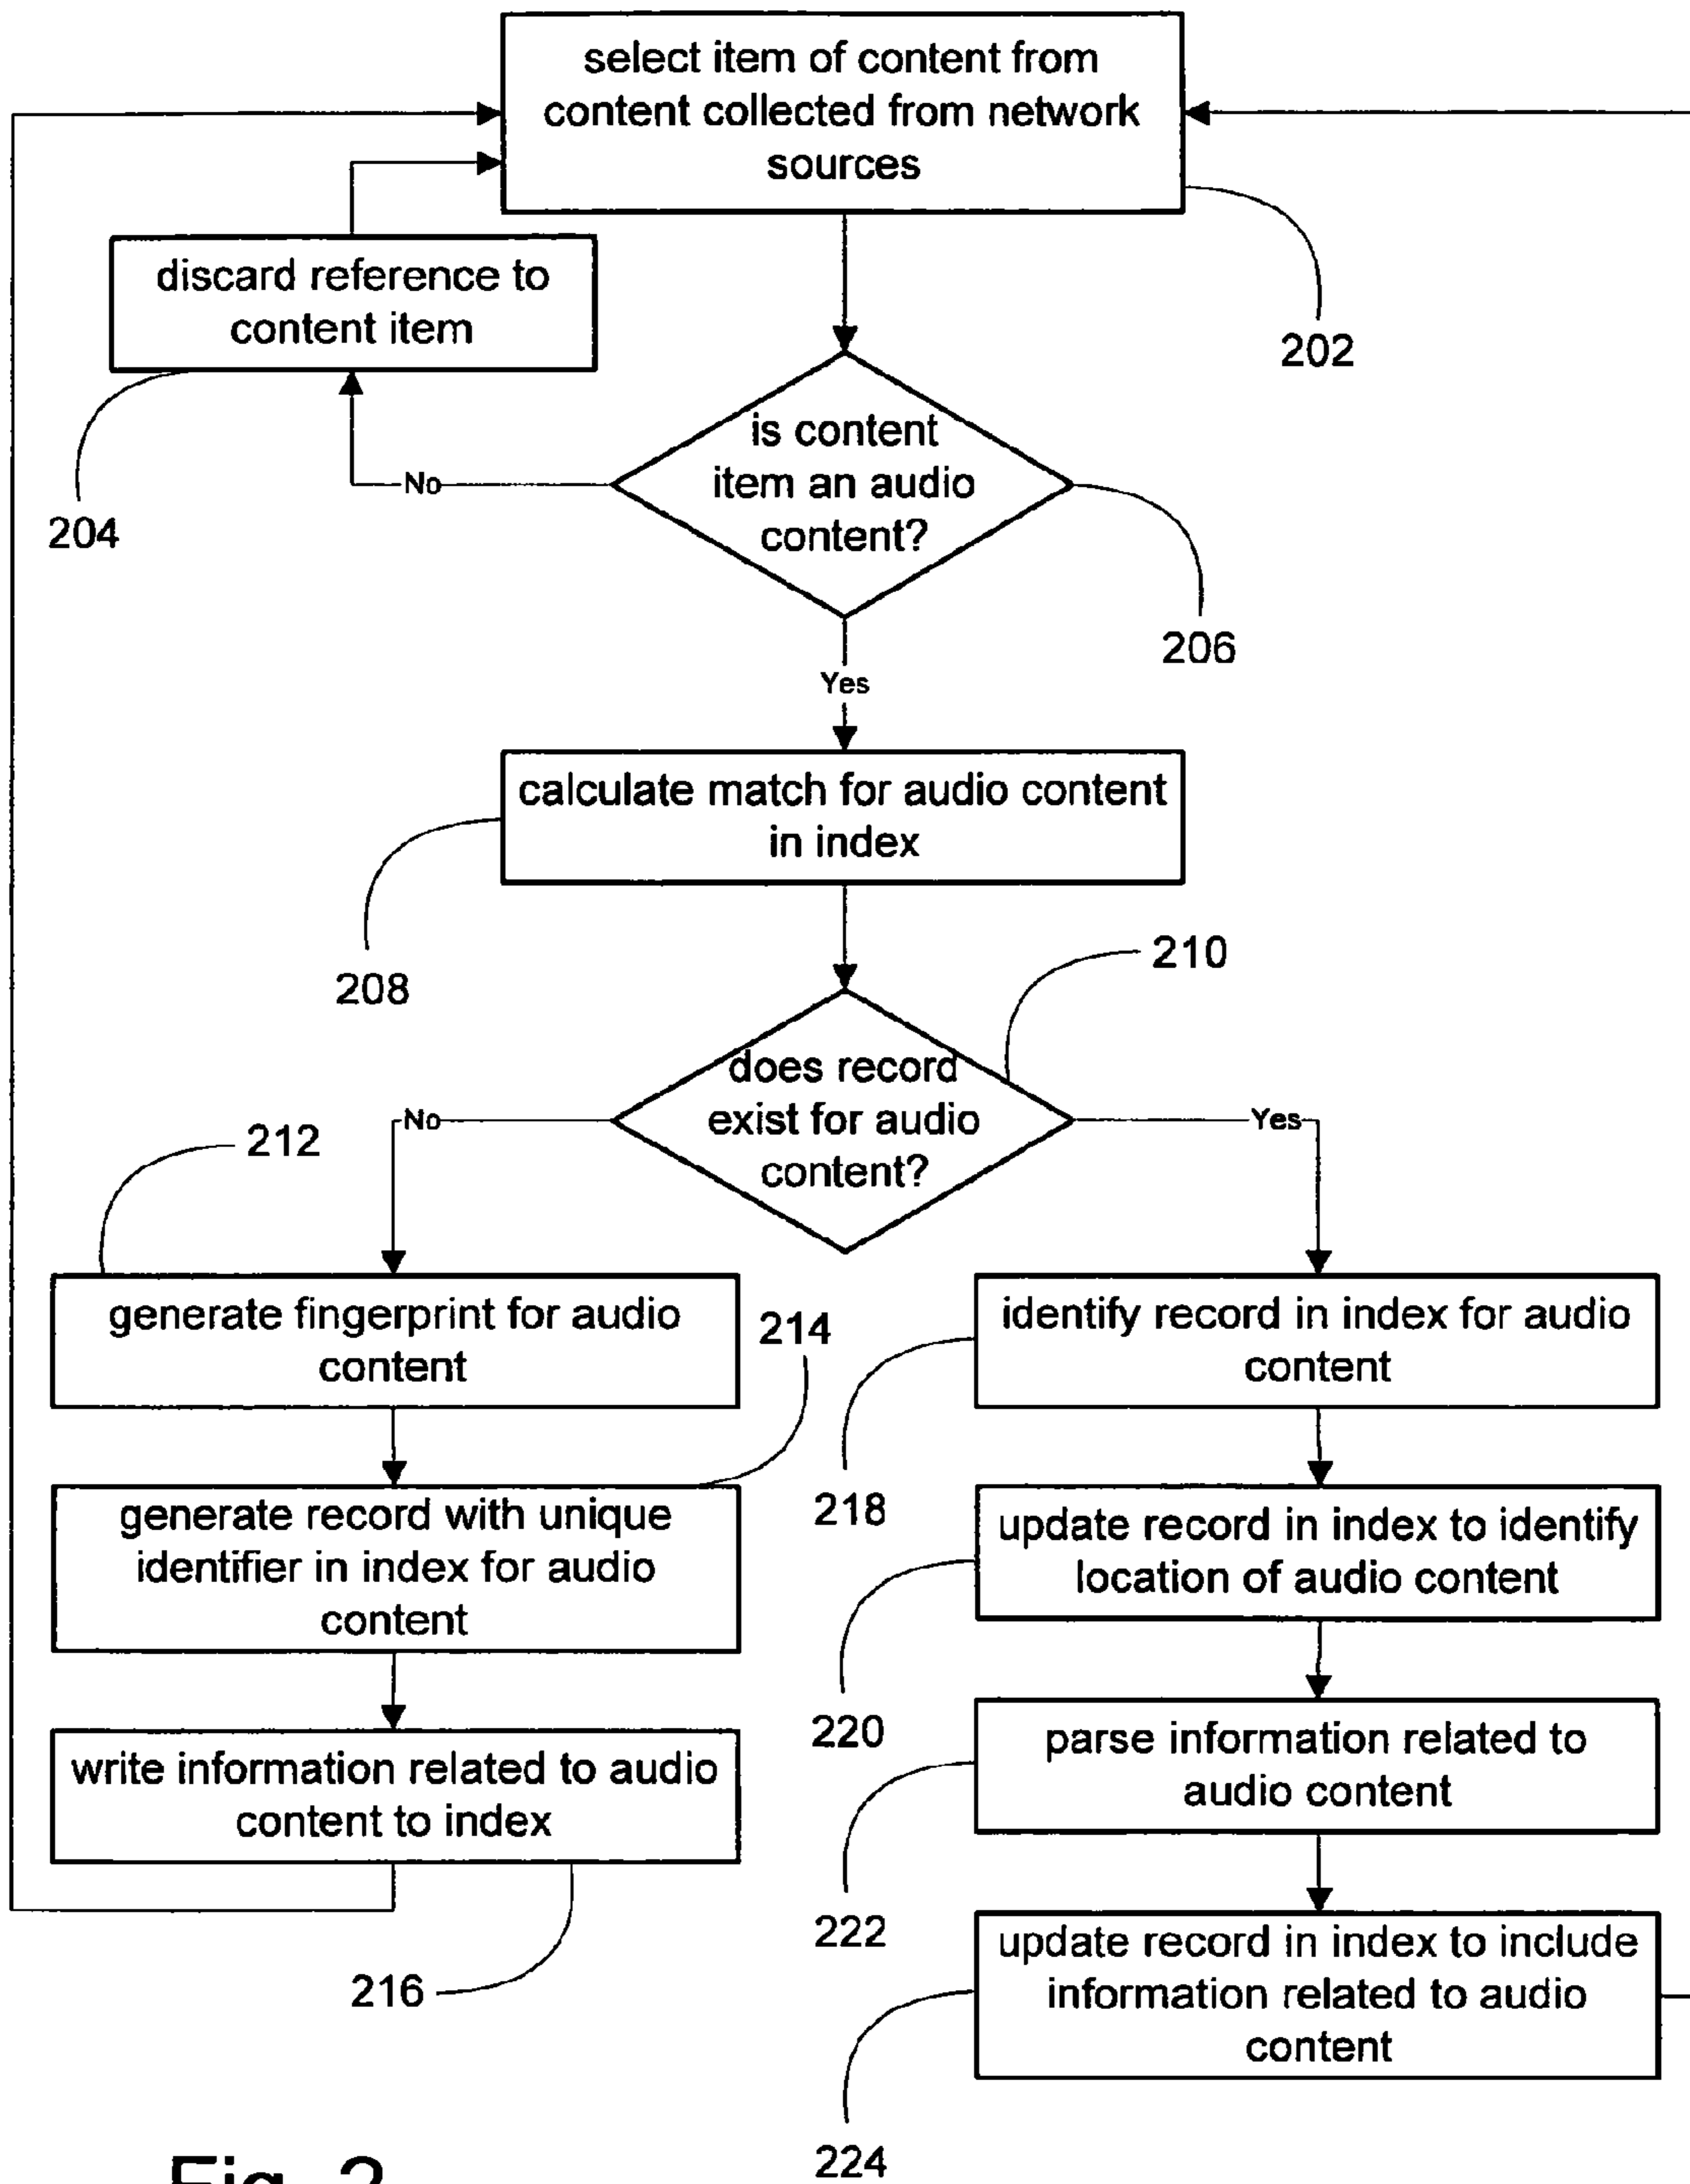 select item of content from
content collected from network
sources
discard reference to
content item
202
is content
item an audio
content?
No
204
206
Yes
calculate match for audio content
in index
208
210
does record
exist for audio
content?
No
Yes
212
generate fingerprint for audio
content
214
identify record in index for audio
content
generate record with unique
identifier in index for audio
content
218
update record in index to identify
location of audio content
220
write information related to audio
content to index
parse information related to
audio content
222
216
update record in index to include
information related to audio
content
224
Fig. 2